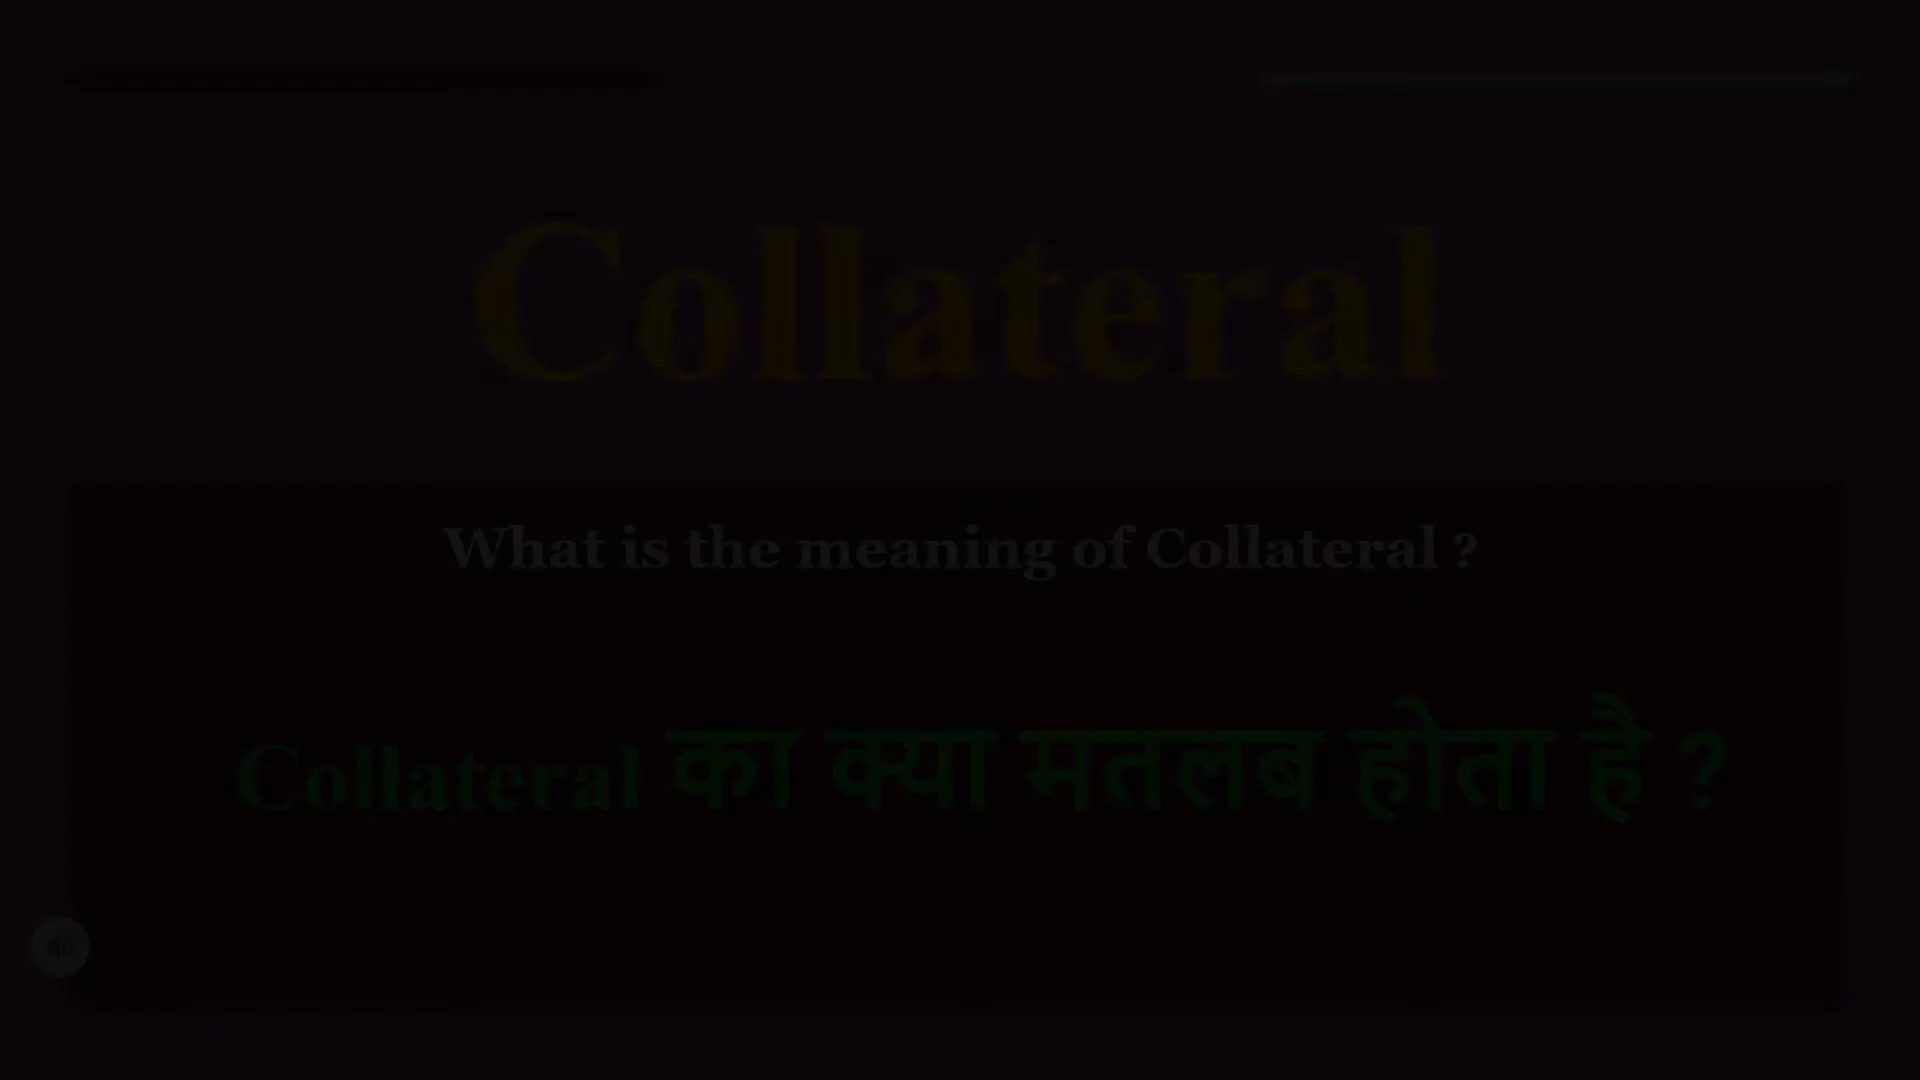 Collateral
What is the meaning of Collateral ?
Collateral का क्या मतलब होता है ?